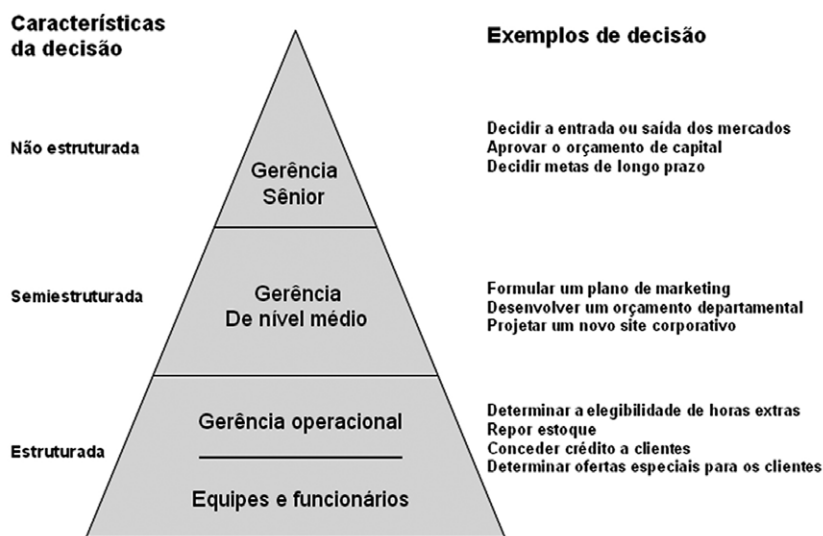 Características
da decisão
Exemplos de decisão
Não estruturada
Gerência
Sênior
Decidir a entrada ou saída dos mercados
Aprovar o orçamento de capital
Decidir metas de longo prazo
Semiestruturada
Gerência
De nível médio
Formular um plano de marketing
Desenvolver um orçamento departamental
Projetar um novo site corporativo
Estruturada
Gerência operacional
Equipes e funcionários
Determinar a elegibilidade de horas extras
Repor estoque
Conceder crédito a clientes
Determinar ofertas especiais para os clientes